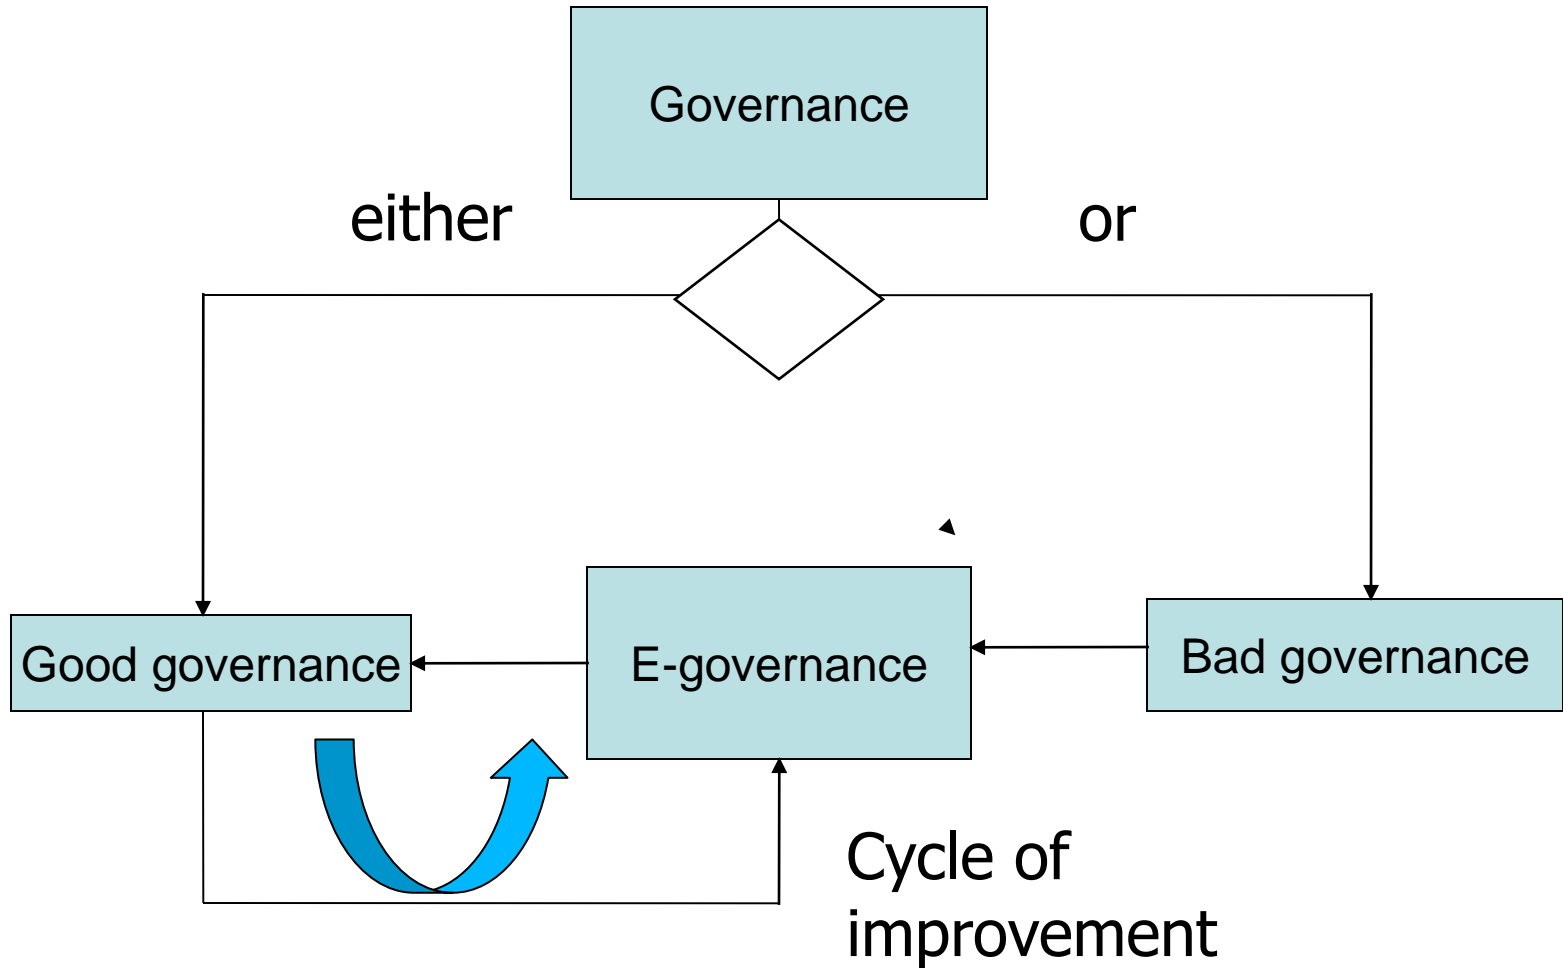 Governance
either
or
Good governance
E-governance
Bad governance
Cycle of
improvement